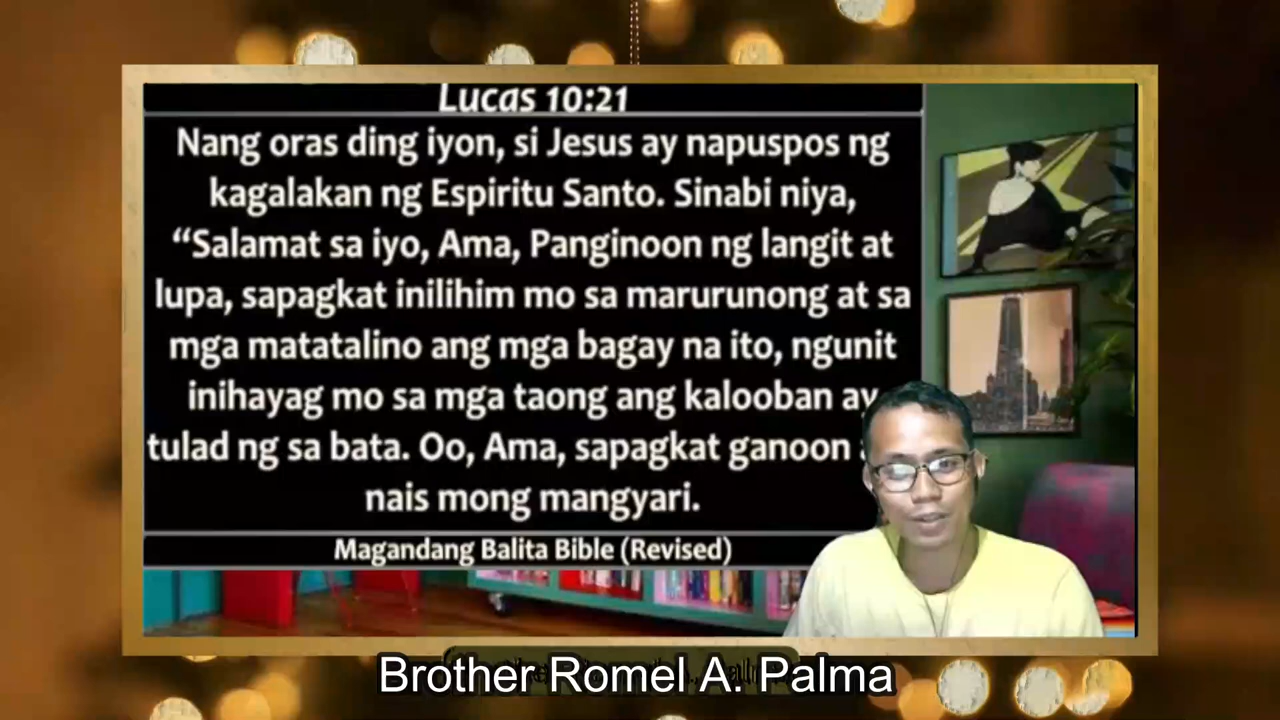 Lucas 10:21
Nang oras ding iyon, si Jesus ay napuspos ng
kagalakan ng Espiritu Santo. Sinabi niya,
“Salamat sa iyo, Ama, Panginoon ng langit at
lupa, sapagkat inilihim mo sa marurunong at sa
mga matatalino ang mga bagay na ito, ngunit
inihayag mo sa mga taong ang kalooban ay
tulad ng sa bata. Oo, Ama, sapagkat ganoon
nais mong mangyari.
Magandang Balita Bible (Revised)
Brother Romel A. Palma